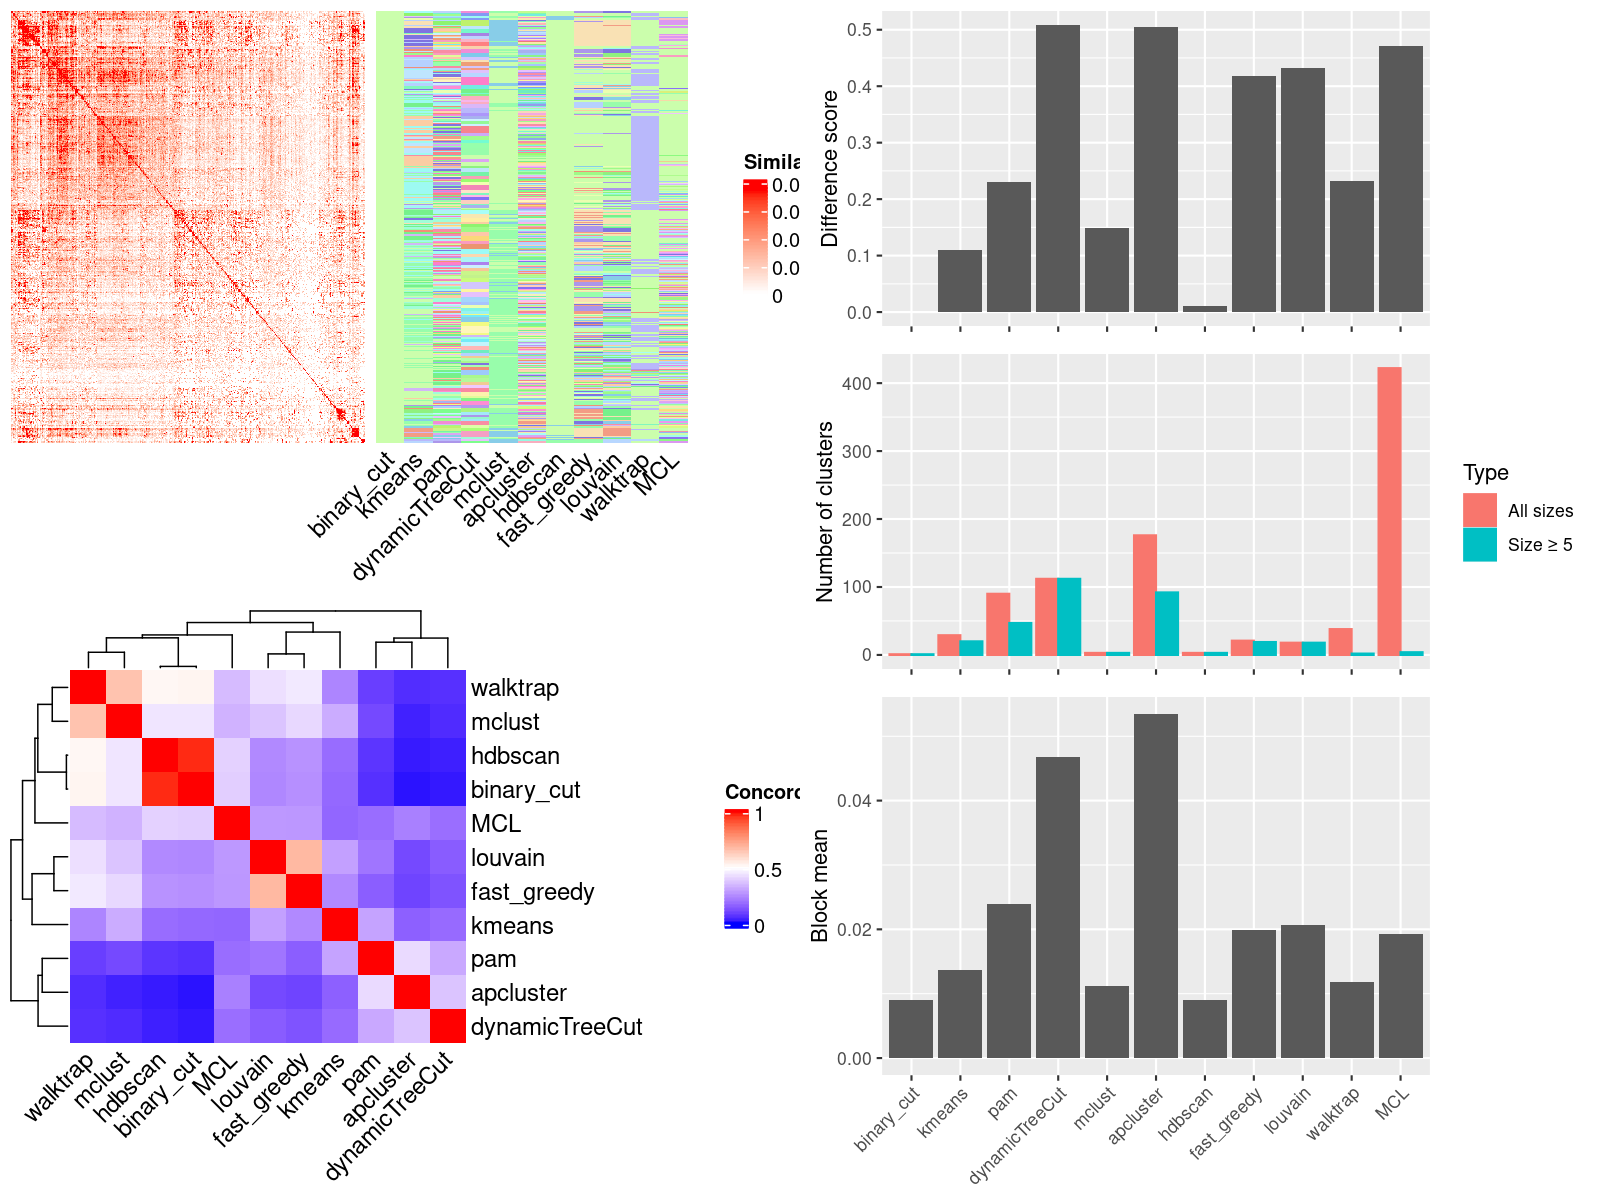 Simila
0.0
0.0
0.0
0.0
0
binary_cut
kmeans
pam
dynamicTreeCut
mclust
apcluster
hdbscan
fast_greedy
louvain
walktrap
MCL
Difference score
0.5
0.4
0.3
0.2
0.1
0.0
Number of clusters
400
300
200
100
0
Type
All sizes
Size ≥ 5
walktrap
mclust
hdbscan
binary_cut
MCL
louvain
fast_greedy
kmeans
pam
apcluster
dynamicTreeCut
walktrap
mclust
hdbscan
binary_cut
MCL
louvain
fast_greedy
kmeans
pam
apcluster
dynamicTreeCut
Concord
1
0.5
0
Block mean
0.04
0.02
0.00
binary_cut
kmeans
pam
dynamicTreeCut
mclust
apcluster
hdbscan
fast_greedy
louvain
walktrap
MCL